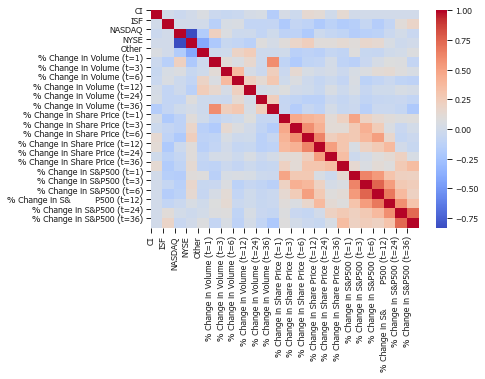 CI
ISF
NASDAQ
NYSE
Other
% Change in Volume (t=1)
% Change in Volume (t=3)
% Change in Volume (t=6)
% Change in Volume (t=12)
% Change in Volume (t=24)
% Change in Volume (t=36)
% Change in Share Price (t=1)
% Change in Share Price (t=3)
% Change in Share Price (t=6)
% Change in Share Price (t=12)
% Change in Share Price (t=24)
% Change in Share Price (t=36)
% Change in S&P500 (t=1)
% Change in S&P500 (t=3)
% Change in S&P500 (t=6)
% Change in S& P500 (t=12)
% Change in S&P500 (t=24)
% Change in S&P500 (t=36)
CI
ISF
NASDAQ
NYSE
Other
% Change in Volume (t=1)
% Change in Volume (t=3)
% Change in Volume (t=6)
% Change in Volume (t=12)
% Change in Volume (t=24)
% Change in Volume (t=36)
% Change in Share Price (t=1)
% Change in Share Price (t=3)
% Change in Share Price (t=6)
% Change in Share Price (t=12)
% Change in Share Price (t=24)
% Change in Share Price (t=36)
% Change in S&P500 (t=1)
% Change in S&P500 (t=3)
% Change in S&P500 (t=6)
% Change in S& P500 (t=12)
% Change in S&P500 (t=24)
% Change in S&P500 (t=36)
1.00
0.75
0.50
0.25
0.00
−0.25
−0.50
−0.75